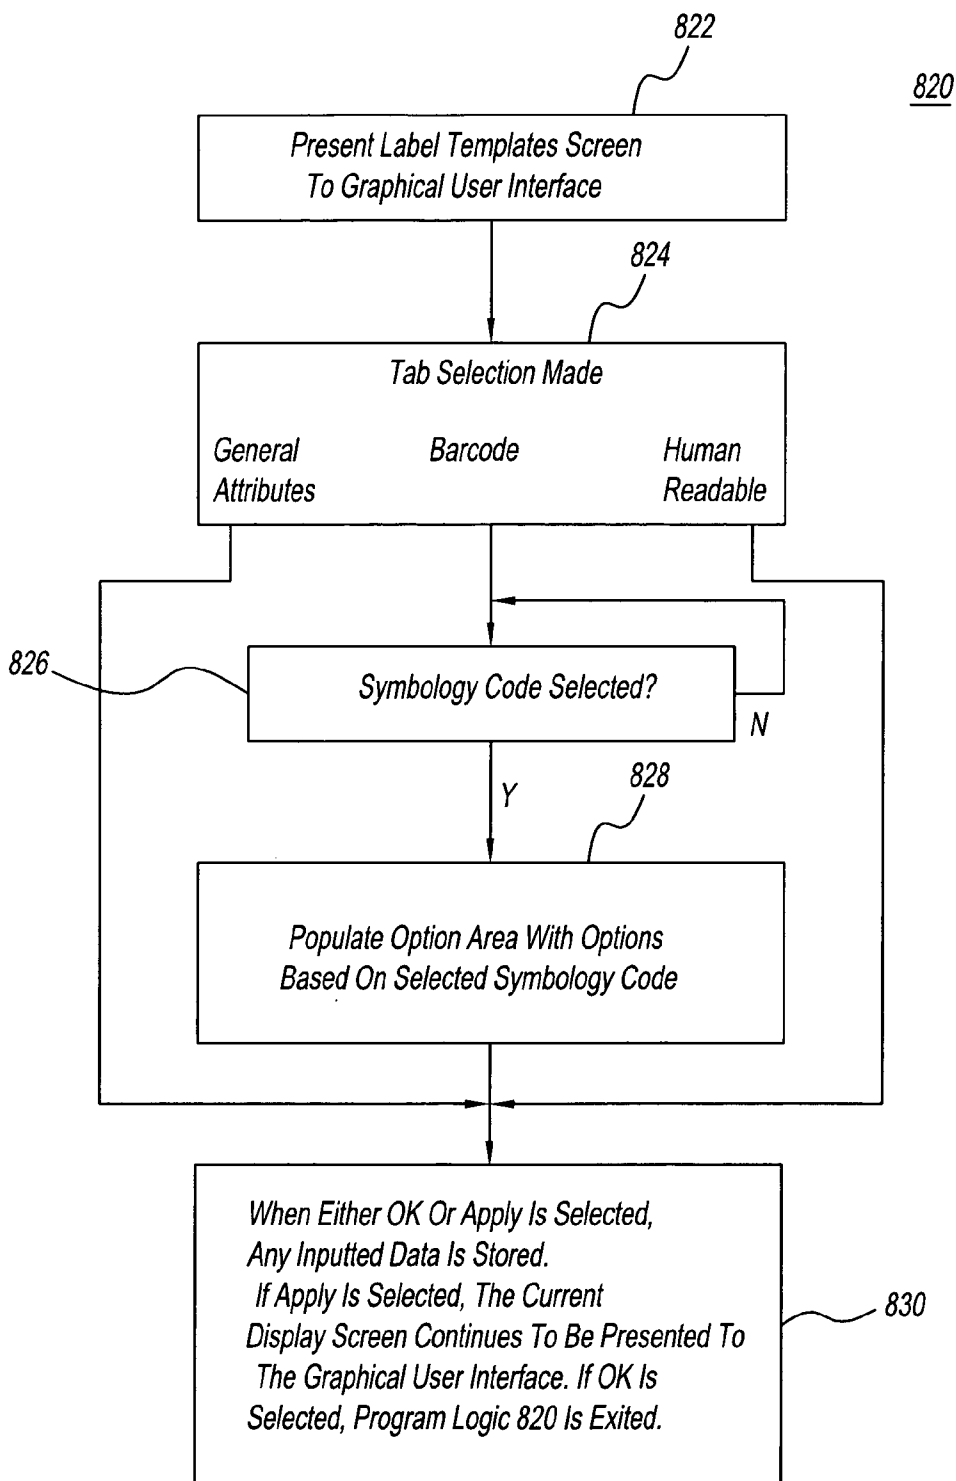 822
820
Present Label Templates Screen
To Graphical User Interface
824
Tab Selection Made
General
Attributes
Barcode
Human
Readable
826
Symbology Code Selected?
N
Y
828
Populate Option Area With Options
Based On Selected Symbology Code
When Either OK Or Apply Is Selected,
Any Inputted Data Is Stored.
If Apply Is Selected, The Current
Display Screen Continues To Be Presented To
The Graphical User Interface. If OK Is
Selected, Program Logic 820 Is Exited.
830